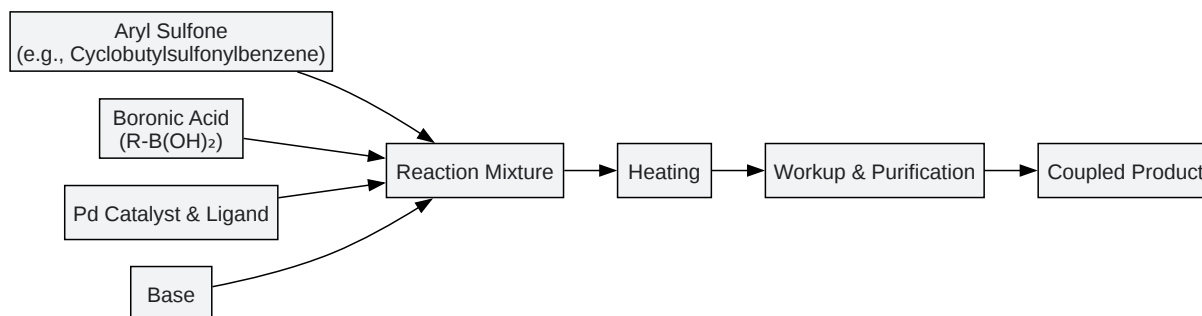 Aryl Sulfone
(e.g., Cyclobutylsulfonylbenzene)
Boronic Acid
(R-B(OH)₂)
Pd Catalyst & Ligand
Base
Reaction Mixture
Heating
Workup & Purification
Coupled Product